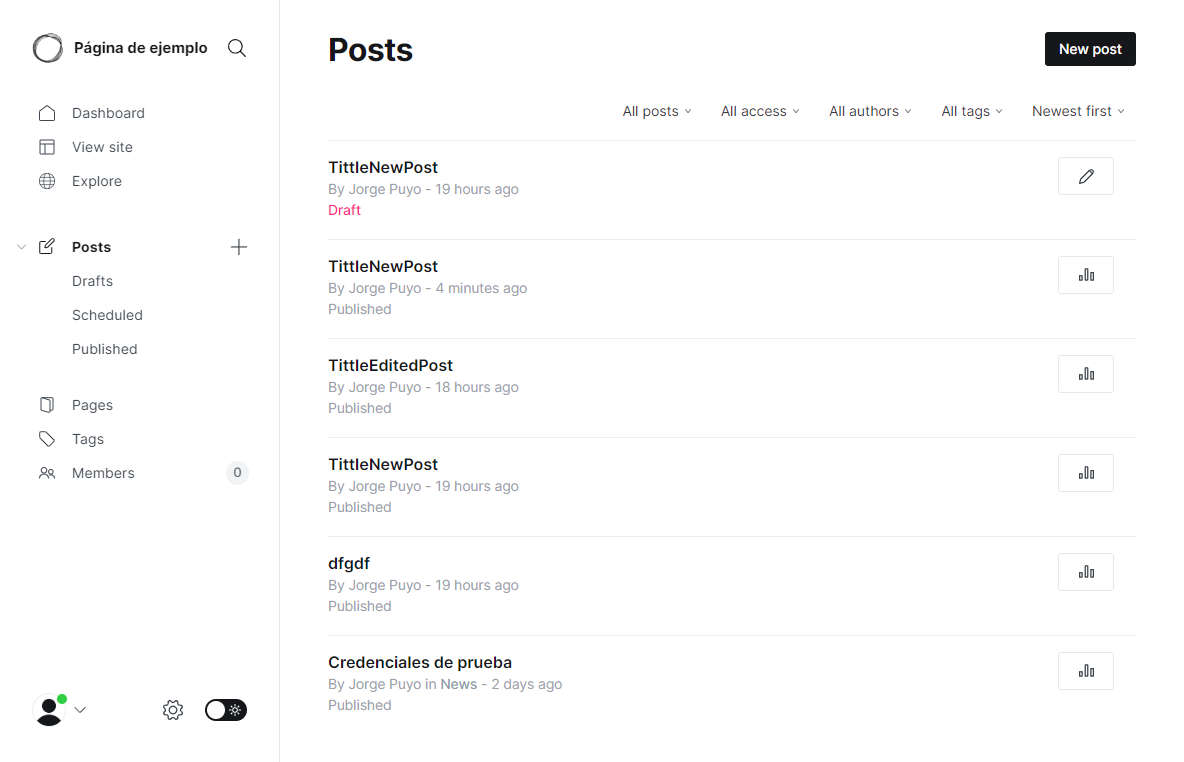 Página de ejemplo
Dashboard
View site
Explore
Posts
Drafts
Scheduled
Published
Pages
Tags
Members 0
Posts
New post
All posts All access All authors All tags Newest first
TittleNewPost
By Jorge Puyo - 19 hours ago
Draft
TittleNewPost
By Jorge Puyo - 4 minutes ago
Published
TittleEditedPost
By Jorge Puyo - 18 hours ago
Published
TittleNewPost
By Jorge Puyo - 19 hours ago
Published
dfgdf
By Jorge Puyo - 19 hours ago
Published
Credenciales de prueba
By Jorge Puyo in News - 2 days ago
Published